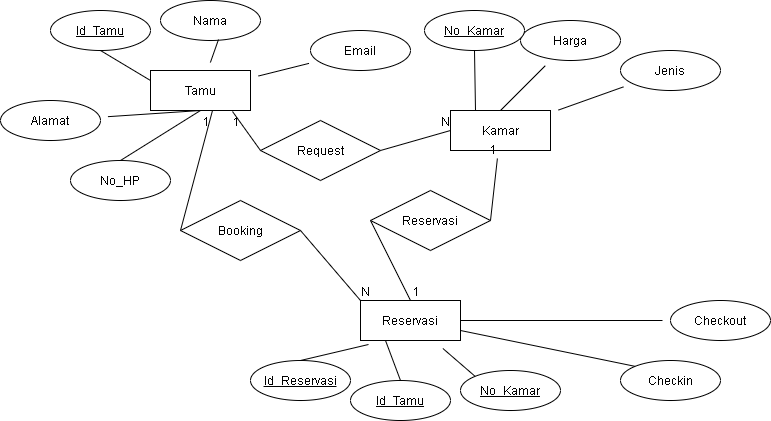 Nama
Id_Tamu
No_Kamar
Harga
Email
Jenis
Tamu
Alamat
1
1
N
Kamar
Request
1
No_HP
Reservasi
Booking
N
1
Reservasi
Checkout
Id_Reservasi
Checkin
No_Kamar
Id_Tamu